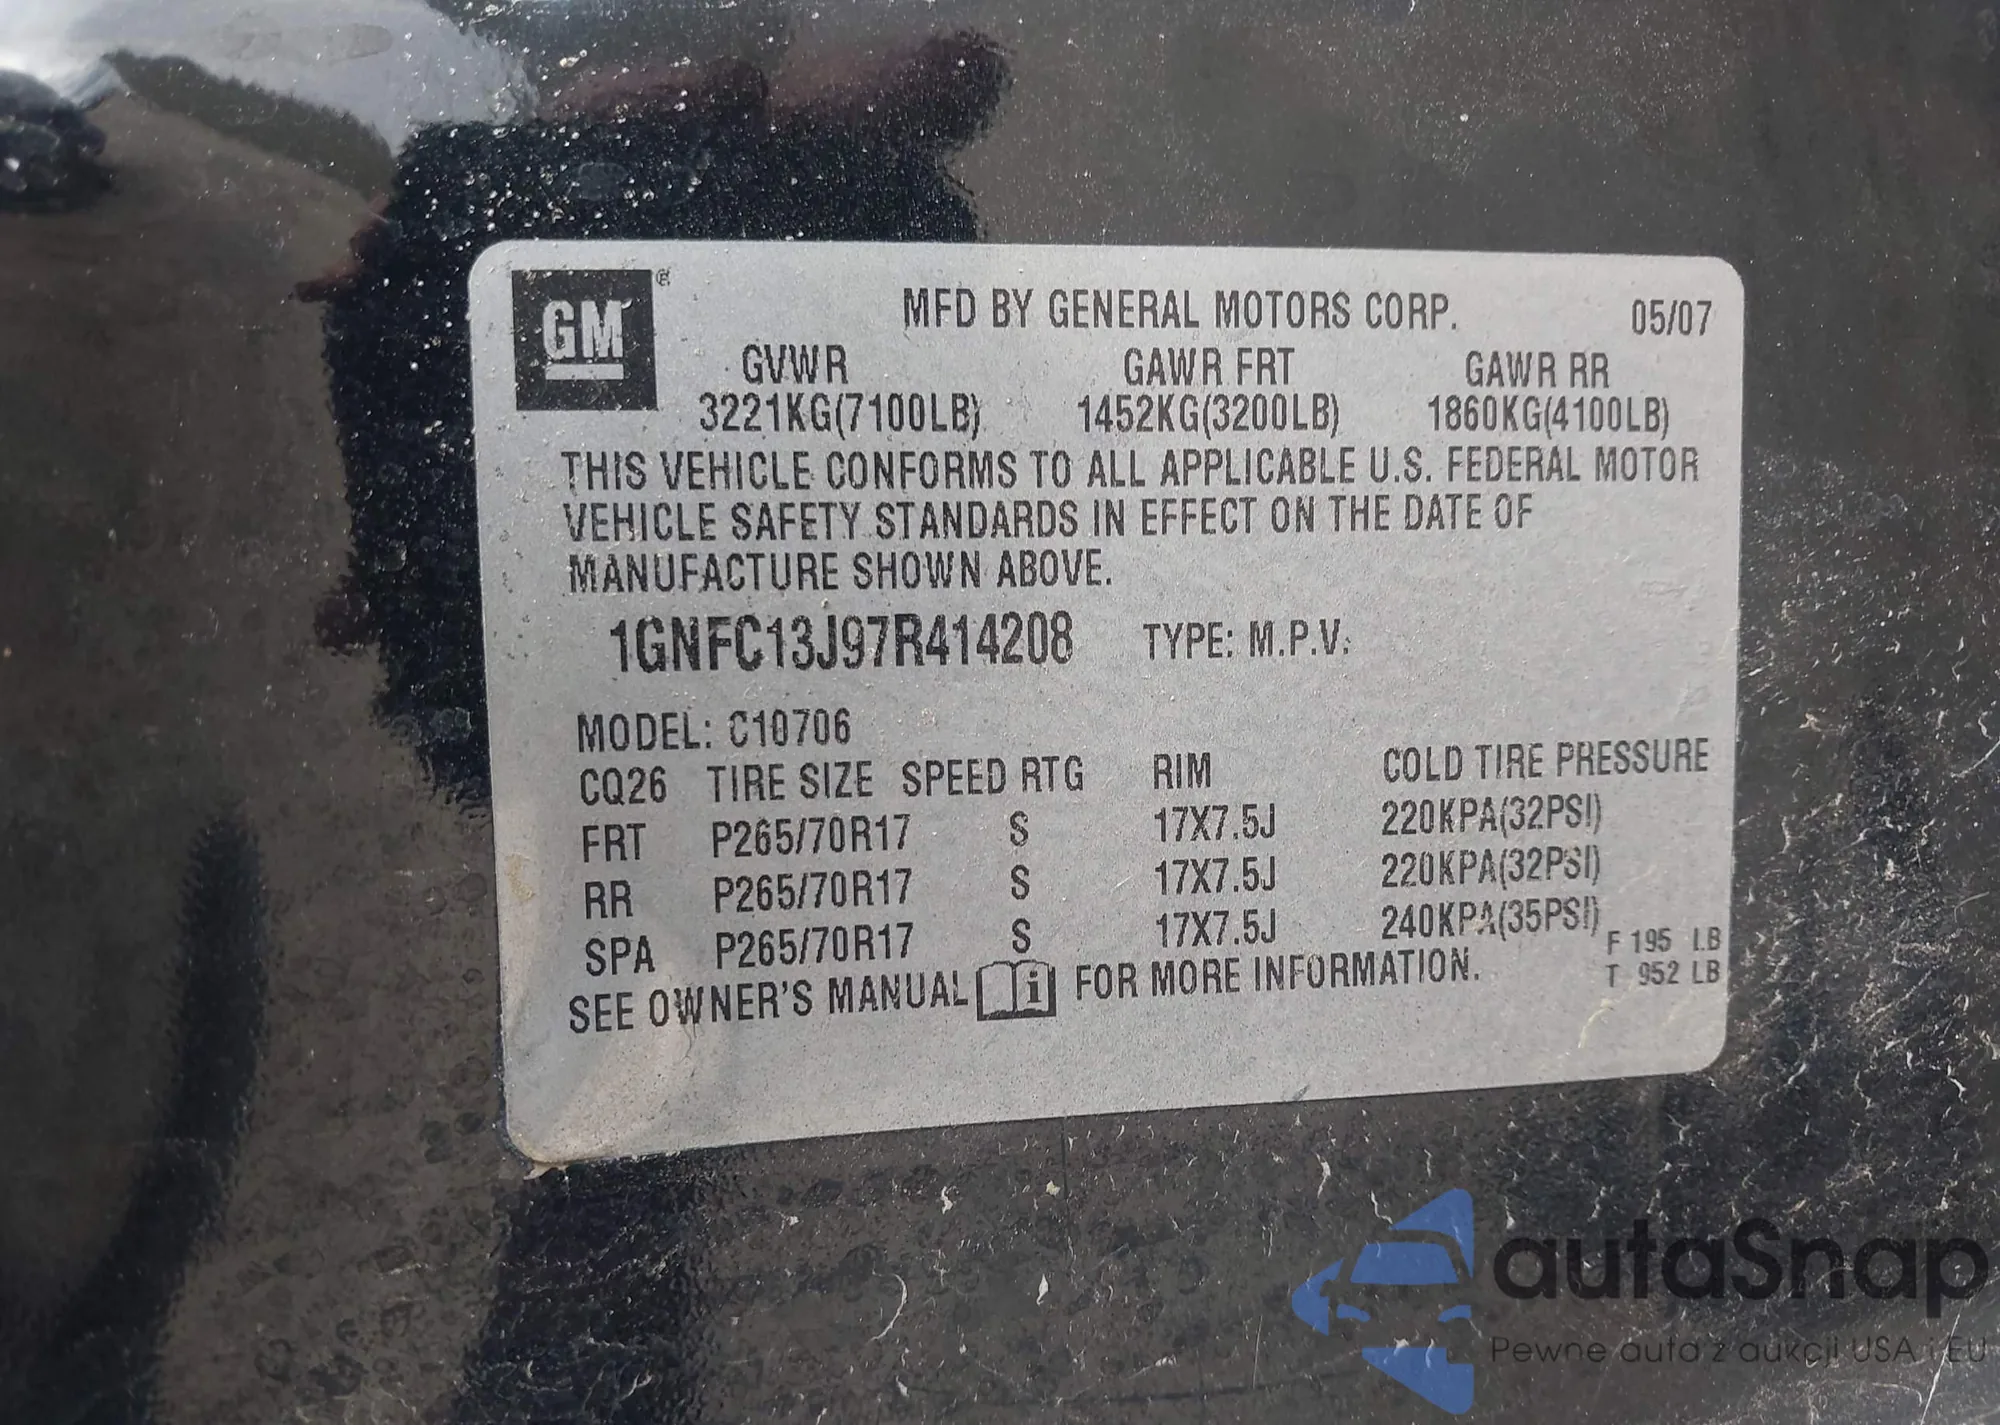 GM®
MFD BY GENERAL MOTORS CORP. 05/07
GVWR GAWR FRT GAWR RR
3221KG(7100LB) 1452KG(3200LB) 1860KG(4100LB)
THIS VEHICLE CONFORMS TO ALL APPLICABLE U.S. FEDERAL MOTOR
VEHICLE SAFETY STANDARDS IN EFFECT ON THE DATE OF
MANUFACTURE SHOWN ABOVE.
1GNFC13J97R414208 TYPE: M.P.V.
MODEL: C10706
CQ26 TIRE SIZE SPEED RTG RIM COLD TIRE PRESSURE
FRT P265/70R17 S 17X7.5J 220KPA(32PSI)
RR P265/70R17 S 17X7.5J 220KPA(32PSI)
SPA P265/70R17 S 17X7.5J 240KPA(35PSI)
F 195 LB
T 952 LB
SEE OWNER'S MANUAL i FOR MORE INFORMATION.
autaSnap
Pewne auta z aukcji USA i EU